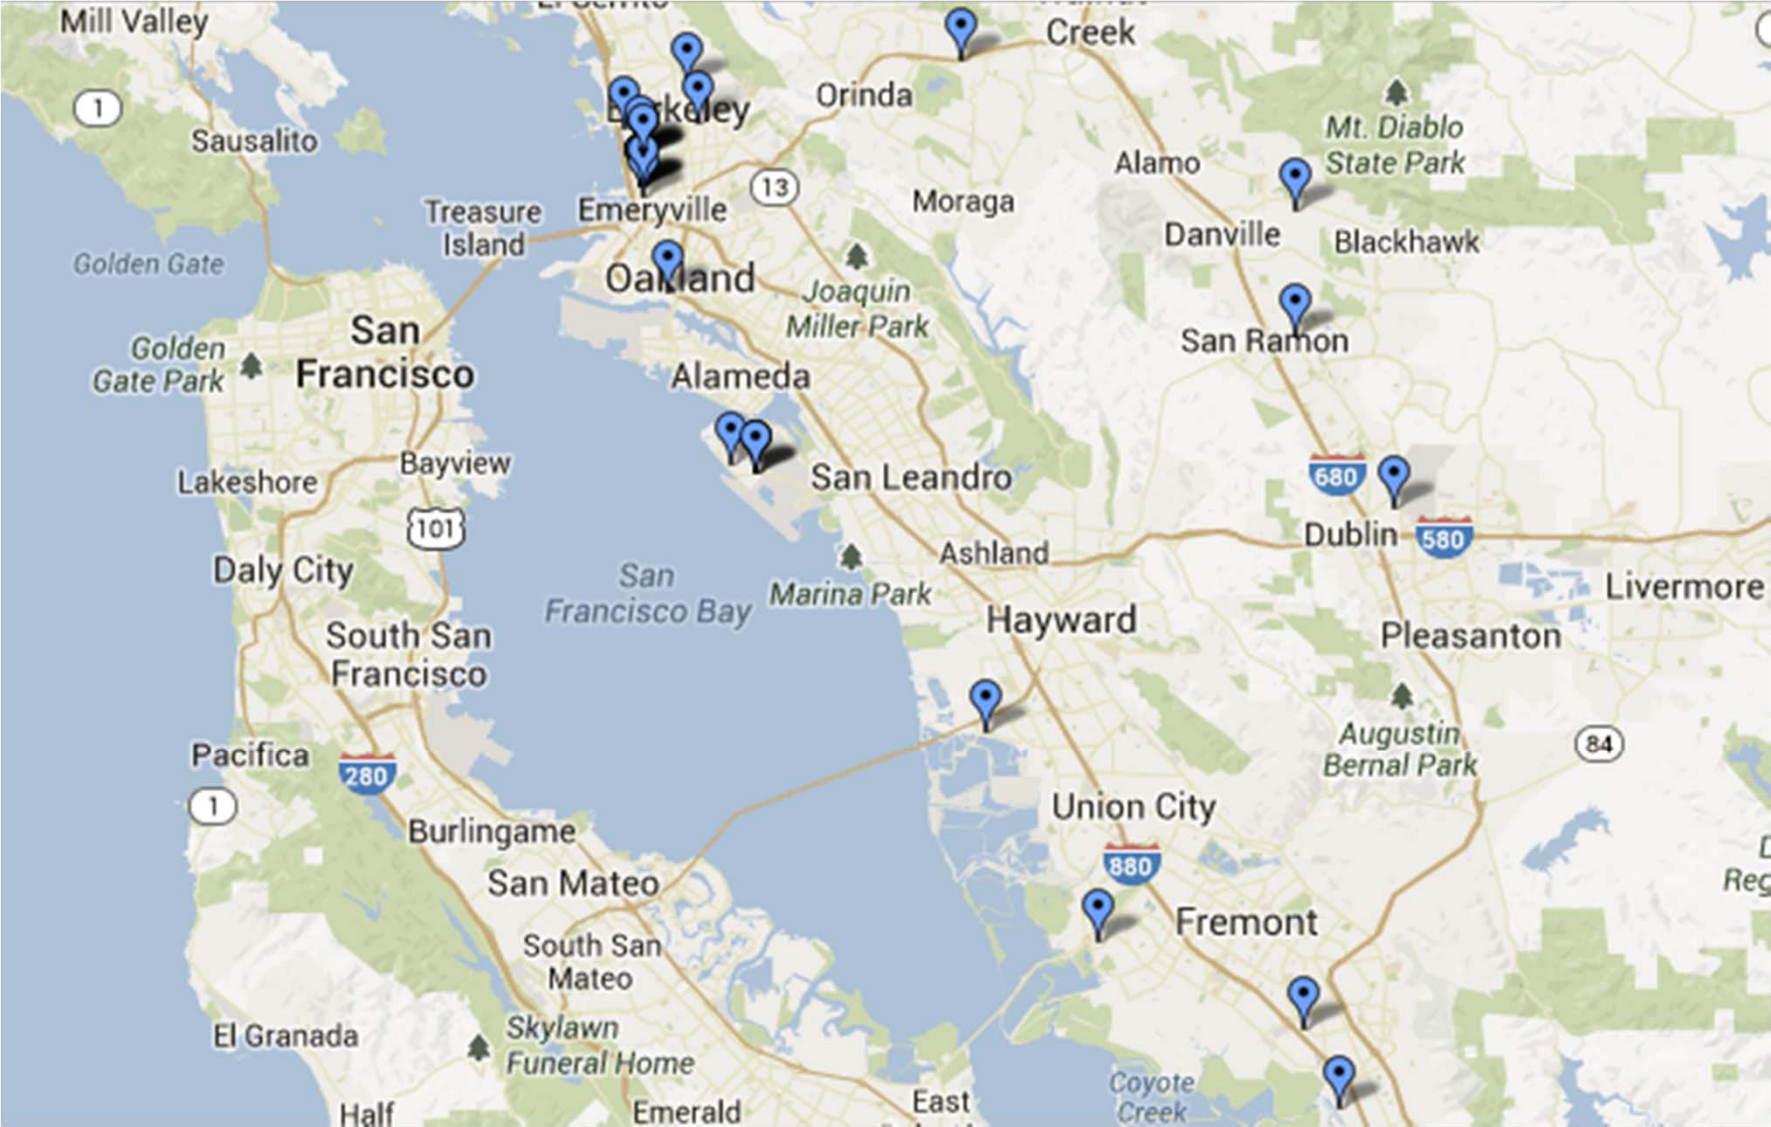 El Cerrito
Mill Valley
Creek
1
Berkeley
Orinda
Sausalito
Mt. Diablo
State Park
Alamo
13
Treasure
Island
Emeryville
Moraga
Danville
Blackhawk
Golden Gate
Oakland
Joaquin
Miller Park
San
Francisco
Golden
Gate Park
San Ramon
Alameda
Bayview
Lakeshore
San Leandro
680
101
Dublin
580
Ashland
Daly City
San
Francisco Bay
Marina Park
Livermore
Hayward
South San
Francisco
Pleasanton
Augustin
Bernal Park
84
Pacifica
280
1
Union City
Burlingame
880
San Mateo
Reg
Fremont
South San
Mateo
El Granada
Skylawn
Funeral Home
Coyote
Creek
Half
Emerald
East